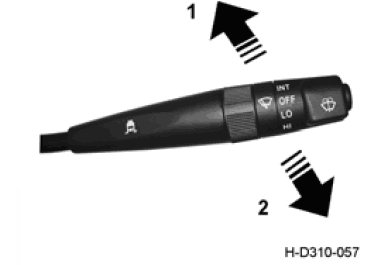 1
INT
OFF
LO
HI
2
H-D310-057